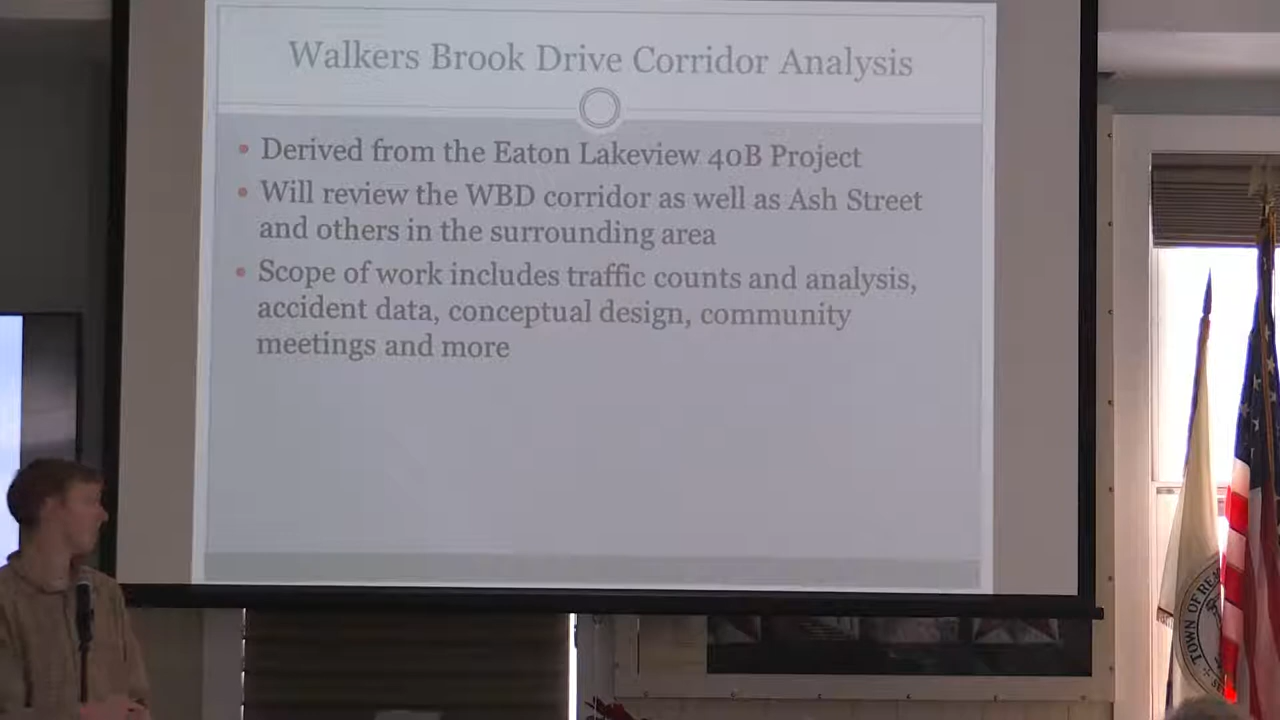 Walkers Brook Drive Corridor Analysis
• Derived from the Eaton Lakeview 40B Project
• Will review the WBD corridor as well as Ash Street
and others in the surrounding area
• Scope of work includes traffic counts and analysis,
accident data, conceptual design, community
meetings and more
TOWN OF